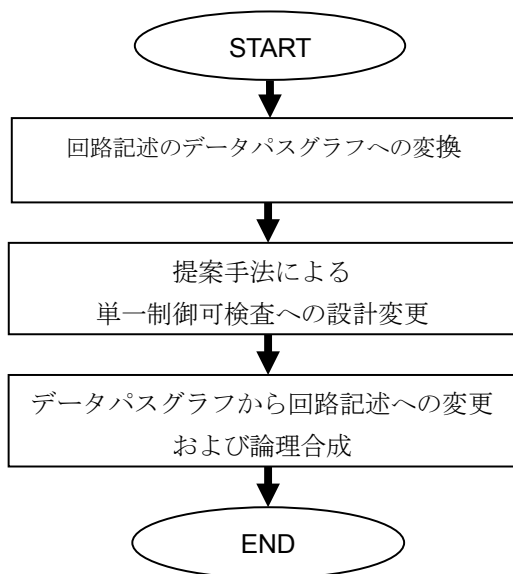 START
回路記述のデータパスグラフへの変換
提案手法による
単一制御可検査への設計変更
データパスグラフから回路記述への変更
および論理合成
END